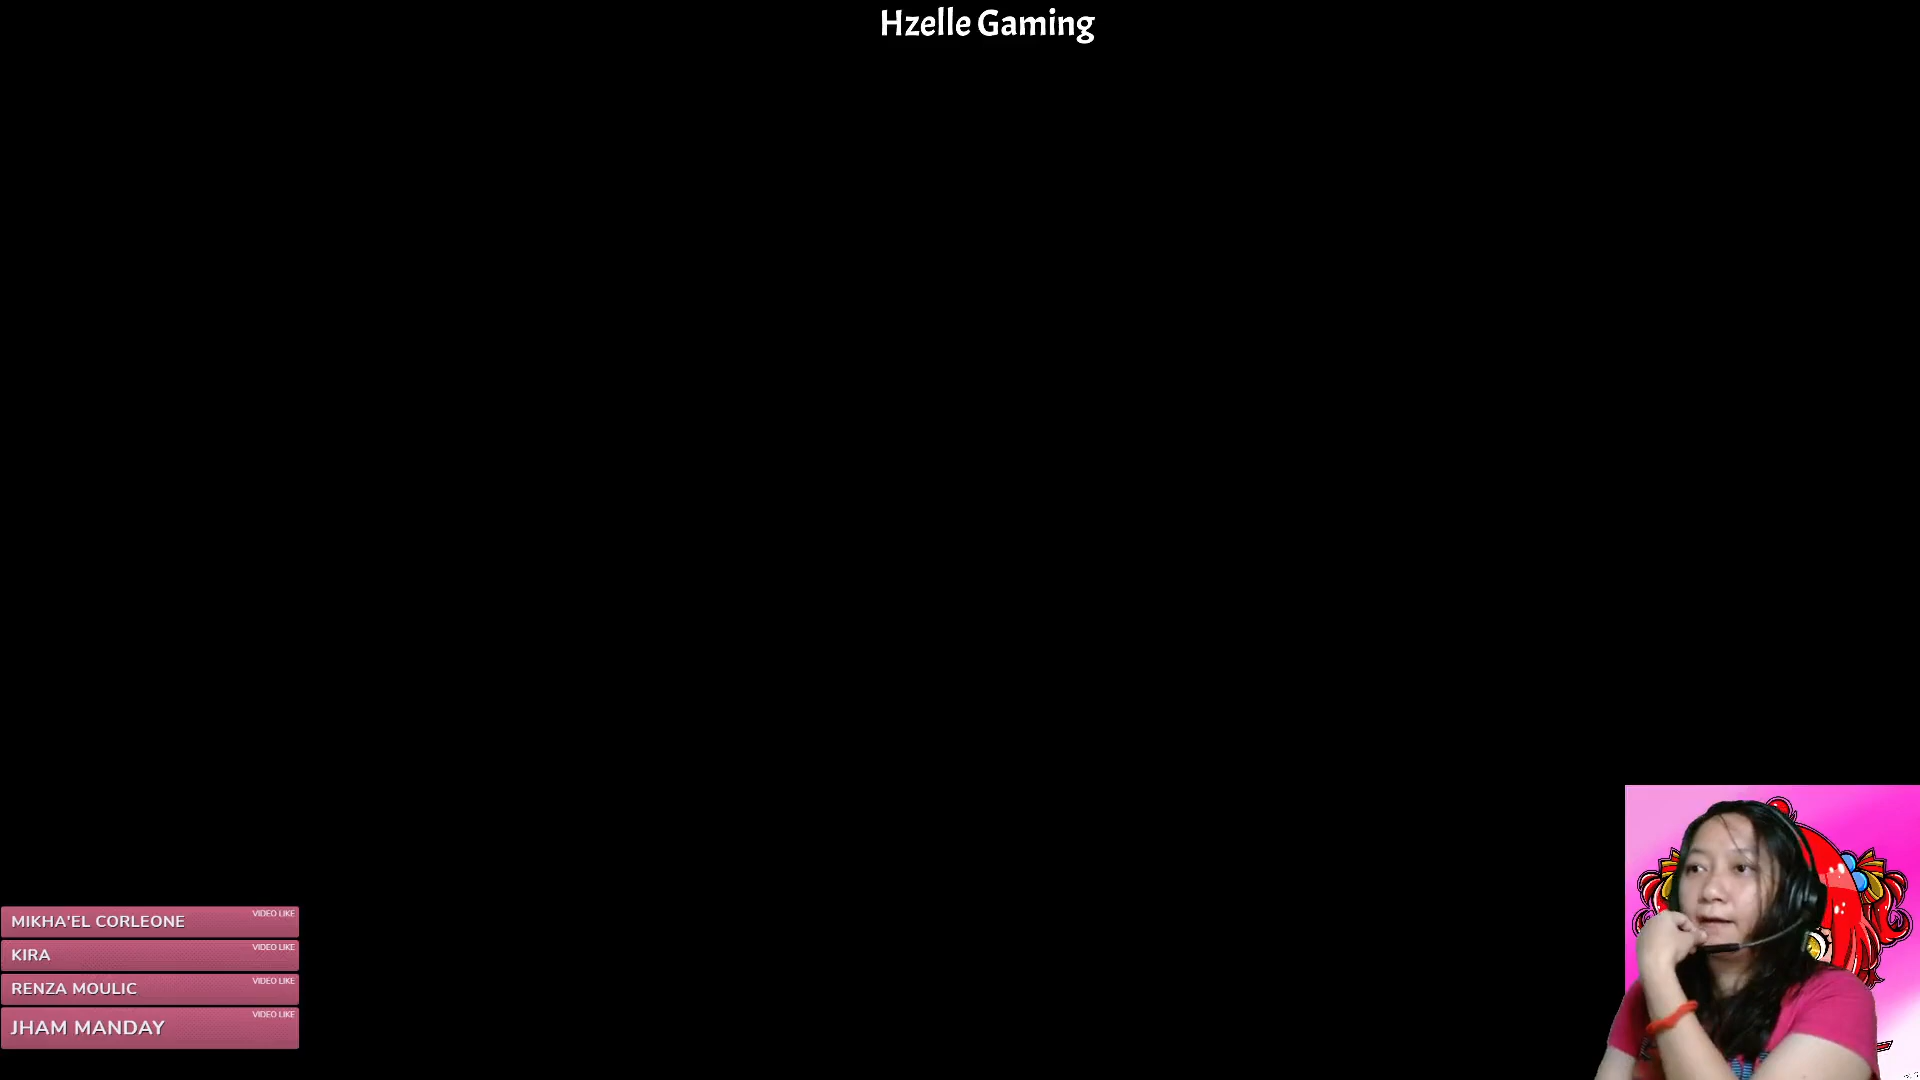 Hzelle Gaming
MIKHA'EL CORLEONE
VIDEO LIKE
KIRA
VIDEO LIKE
RENZA MOULIC
VIDEO LIKE
JHAM MANDAY
VIDEO LIKE